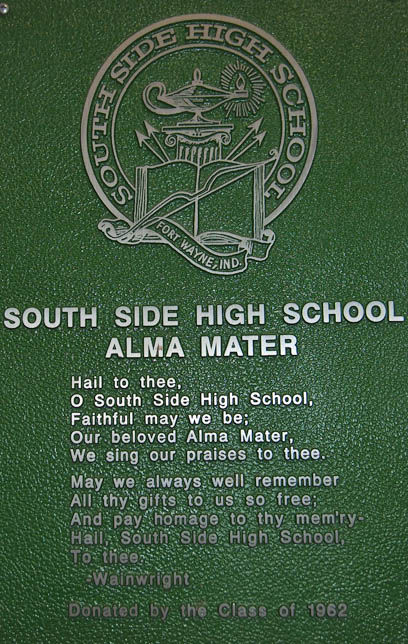 SOUTH SIDE HIGH SCHOOL
FORT WAYNE, IND.
SOUTH SIDE HIGH SCHOOL
ALMA MATER
Hail to thee,
O South Side High School,
Faithful may we be;
Our beloved Alma Mater,
We sing our praises to thee.
May we always well remember
All thy gifts to us so free;
And pay homage to thy mem'ry-
Hail, South Side High School,
To thee.
-Wainwright
Donated by the Class of 1962